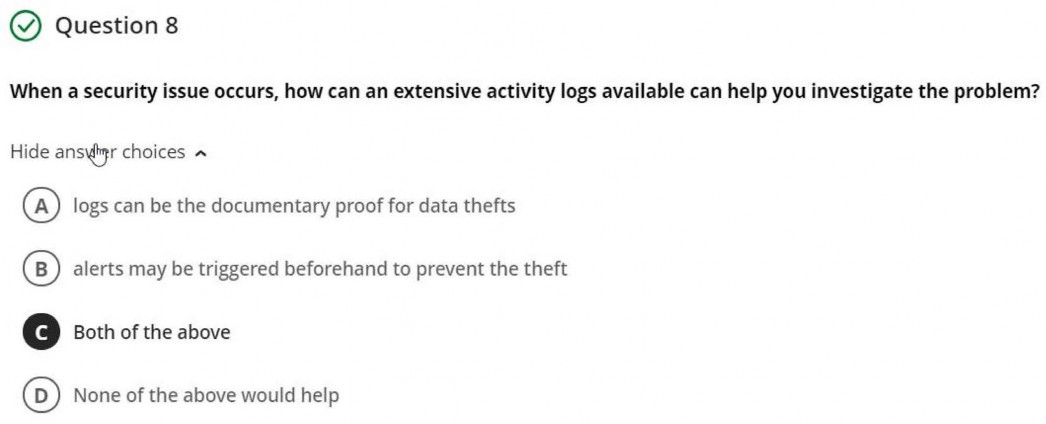 Question 8
When a security issue occurs, how can an extensive activity logs available can help you investigate the problem?
Hide answer choices
A logs can be the documentary proof for data thefts
B alerts may be triggered beforehand to prevent the theft
C Both of the above
D None of the above would help